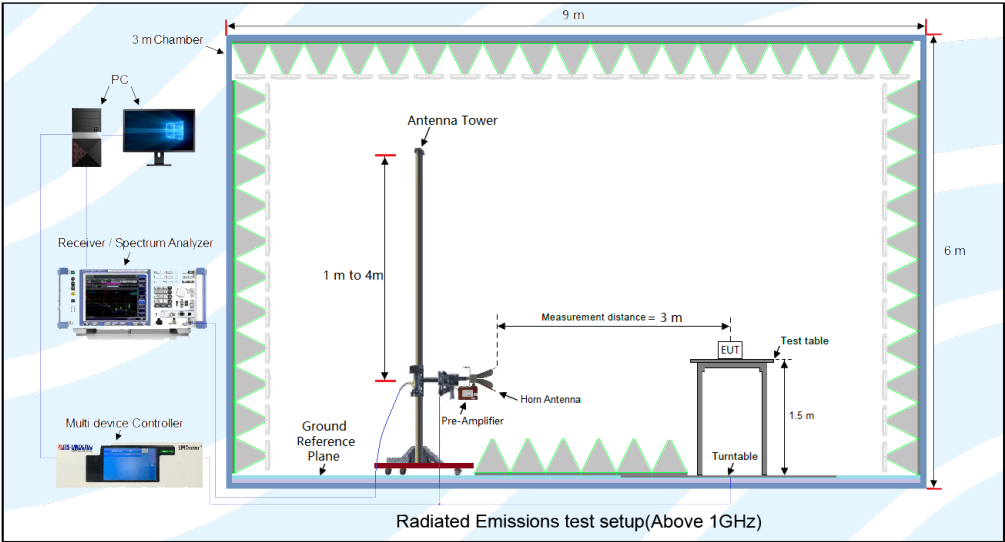 9 m
3 m Chamber
PC
Antenna Tower
Receiver / Spectrum Analyzer
1 m to 4m
6 m
Measurement distance = 3 m
EUT
Test table
Horn Antenna
Pre-Amplifier
1.5 m
Multi device Controller
Ground
Reference
Plane
Turntable
Radiated Emissions test setup(Above 1GHz)